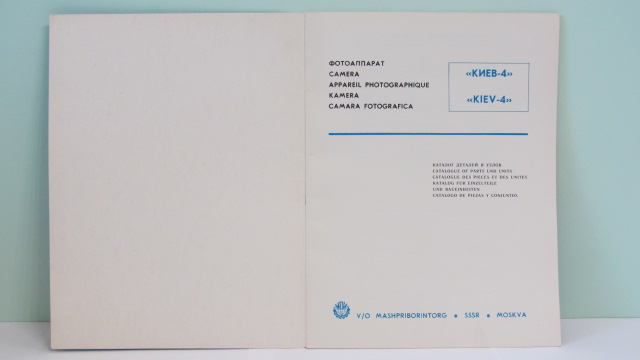 ФОТОАППАРАТ
CAMERA
APPAREIL PHOTOGRAPHIQUE
KAMERA
CAMARA FOTOGRAFICA
«КИЕВ-4»
«KIEV-4»
КАТАЛОГ ДЕТАЛЕЙ И УЗЛОВ
CATALOGUE OF PARTS UND UNITS
CATALOGUE DES PIECES ET DES UNITES
KATALOG FÜR EINZELTEILE
UND BAUEINHEITEN
CATALOGO DE PIEZAS Y CONJUNTOS
V/O MASHPRIBORINTORG • SSSR • MOSKVA